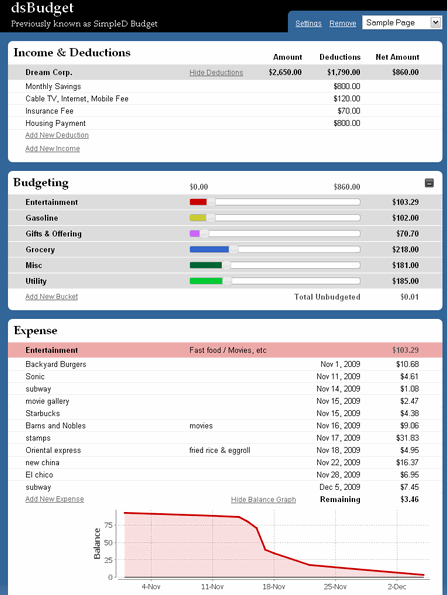 dsBudget
Previously known as SimpleD Budget
Settings Remove Sample Page
Income & Deductions Amount Deductions Net Amount
Dream Corp. Hide Deductions $2,650.00 $1,790.00 $860.00
Monthly Savings $800.00
Cable TV, Internet, Mobile Fee $120.00
Insurance Fee $70.00
Housing Payment $800.00
Add New Deduction
Add New Income
Budgeting $0.00 $860.00
Entertainment $103.29
Gasoline $102.00
Gifts & Offering $70.70
Grocery $218.00
Misc $181.00
Utility $185.00
Add New Bucket Total Unbudgeted $0.01
Expense
Entertainment Fast food / Movies, etc $103.29
Backyard Burgers Nov 1, 2009 $10.68
Sonic Nov 11, 2009 $4.61
subway Nov 14, 2009 $1.08
movie gallery Nov 15, 2009 $2.47
Starbucks Nov 15, 2009 $4.38
Barns and Nobles movies Nov 16, 2009 $9.06
stamps Nov 17, 2009 $31.83
Oriental express fried rice & eggroll Nov 18, 2009 $4.95
new china Nov 22, 2009 $16.37
El chico Nov 28, 2009 $6.95
subway Dec 5, 2009 $7.45
Add New Expense Hide Balance Graph Remaining $3.46
Balance
75
50
25
0
4-Nov 11-Nov 18-Nov 25-Nov 2-Dec